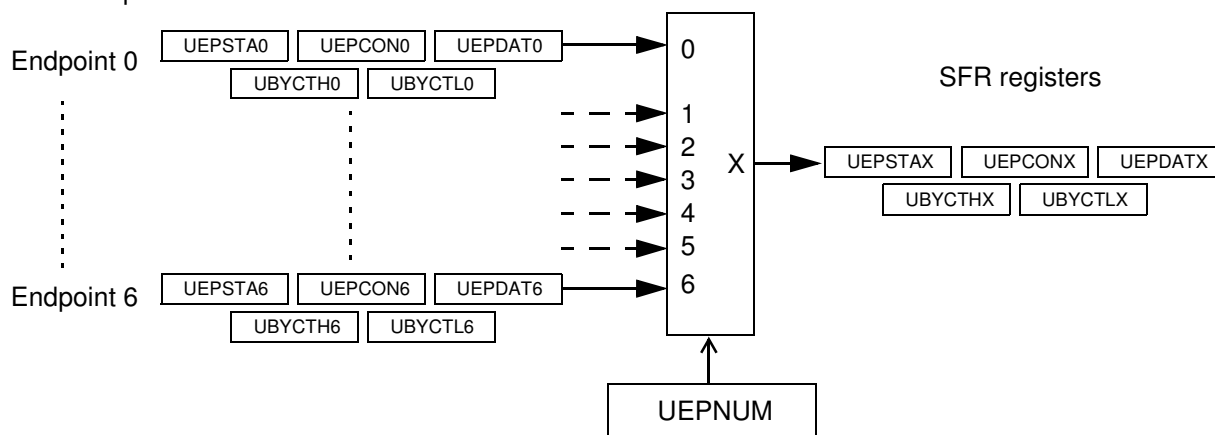 Endpoint 0
UEPSTA0 UEPCON0 UEPDAT0
UBYCTH0 UBYCTL0
0
1
2
3
4
5
6
X
SFR registers
UEPSTAX UEPCONX UEPDATX
UBYCTHX UBYCTLX
Endpoint 6
UEPSTA6 UEPCON6 UEPDAT6
UBYCTH6 UBYCTL6
UEPNUM